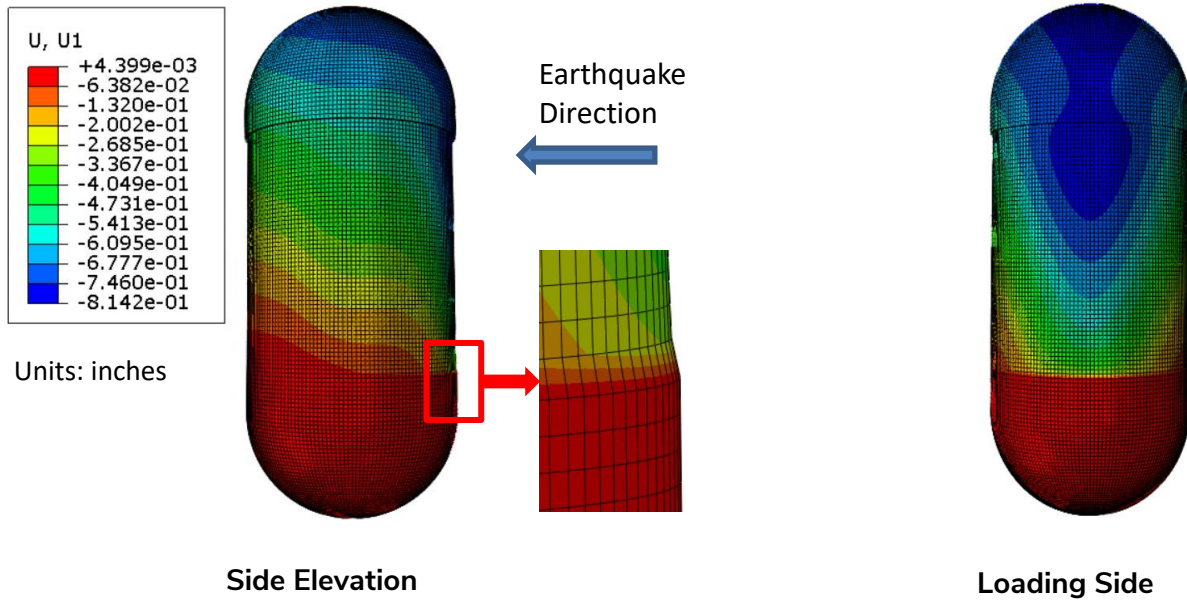 U, U1
+4.399e-03
-6.382e-02
-1.320e-01
-2.002e-01
-2.685e-01
-3.367e-01
-4.049e-01
-4.731e-01
-5.413e-01
-6.095e-01
-6.777e-01
-7.460e-01
-8.142e-01
Units: inches
Earthquake
Direction
Side Elevation
Loading Side